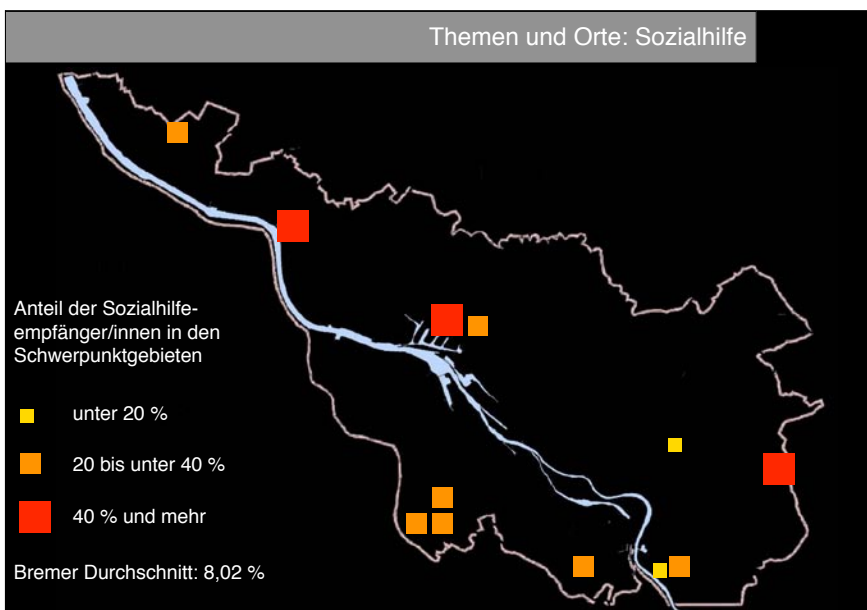 Themen und Orte: Sozialhilfe
Anteil der Sozialhilfe-
empfänger/innen in den
Schwerpunktgebieten
unter 20 %
20 bis unter 40 %
40 % und mehr
Bremer Durchschnitt: 8,02 %